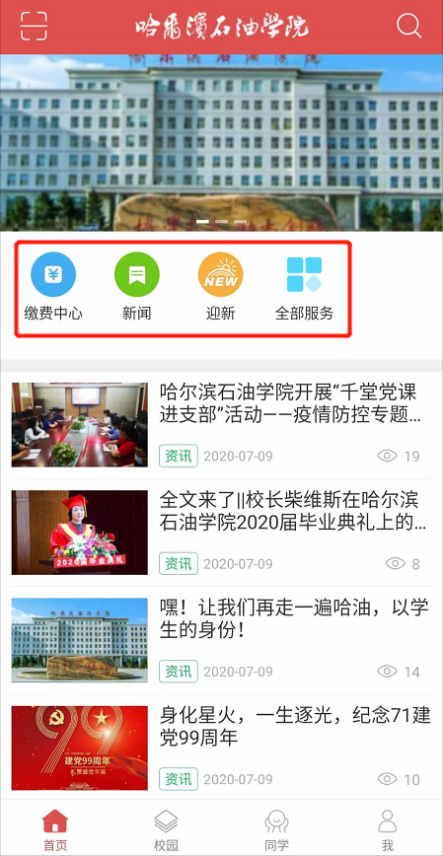 哈尔滨石油学院
缴费中心
新闻
NEW
迎新
全部服务
哈尔滨石油学院开展“千堂党课
进支部”活动——疫情防控专题...
资讯 2020-07-09 19
全文来了||校长柴维斯在哈尔滨
石油学院2020届毕业典礼上的...
2020届毕业典礼
资讯 2020-07-09 8
嘿！让我们再走一遍哈油，以学
生的身份！
资讯 2020-07-09 14
99
建党99周年
身化星火，一生逐光，纪念71建
党99周年
资讯 2020-07-09 10
首页
校园
同学
我